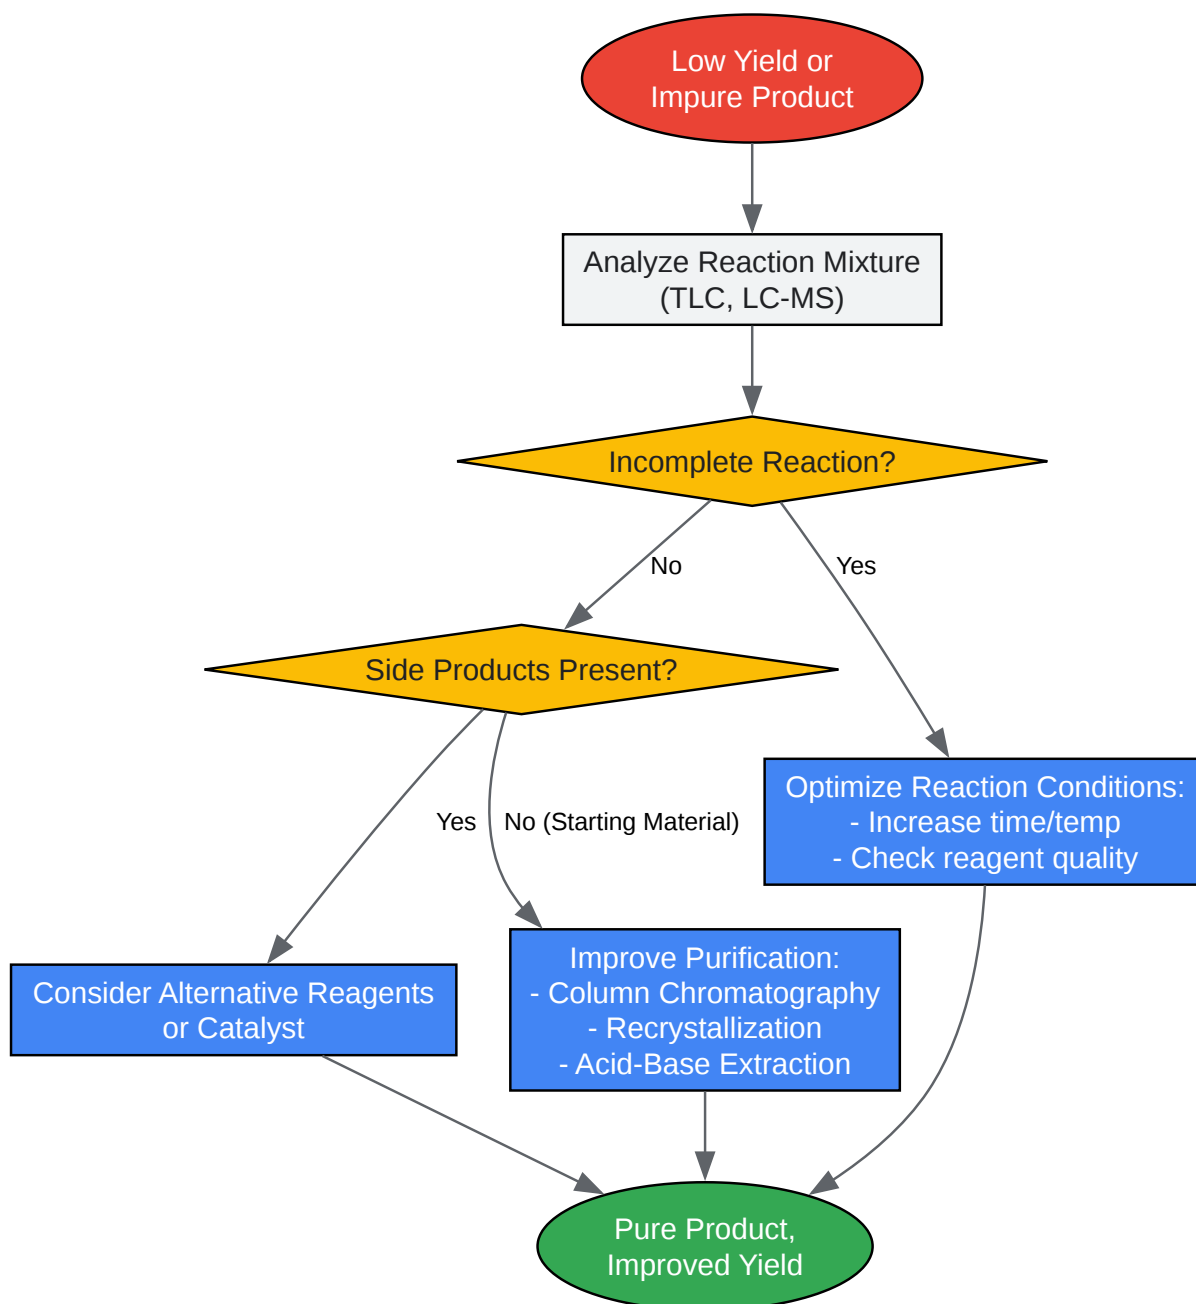 Low Yield or
Impure Product
Analyze Reaction Mixture
(TLC, LC-MS)
Incomplete Reaction?
No
Yes
Side Products Present?
Optimize Reaction Conditions:
- Increase time/temp
- Check reagent quality
Yes
No (Starting Material)
Consider Alternative Reagents
or Catalyst
Improve Purification:
- Column Chromatography
- Recrystallization
- Acid-Base Extraction
Pure Product,
Improved Yield